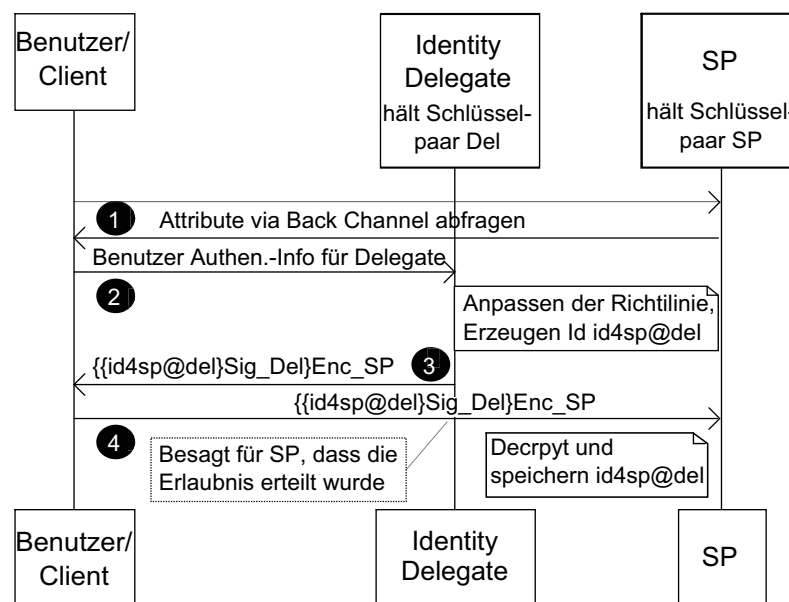 Benutzer/
Client
Identity
Delegate
hält Schlüssel-
paar Del
SP
hält Schlüssel-
paar SP
1
Attribute via Back Channel abfragen
Benutzer Authen.-Info für Delegate
2
Anpassen der Richtilinie,
Erzeugen Id id4sp@del
{{id4sp@del}Sig_Del}Enc_SP
3
{{id4sp@del}Sig_Del}Enc_SP
4
Besagt für SP, dass die
Erlaubnis erteilt wurde
Decrpyt und
speichern id4sp@del
Benutzer/
Client
Identity
Delegate
SP